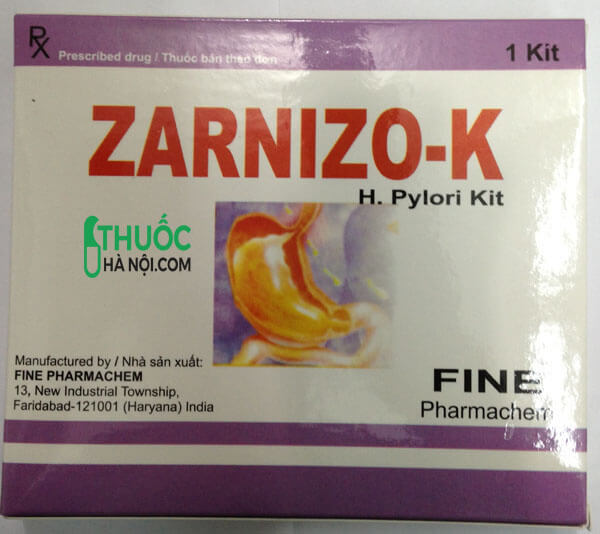 Rx Prescribed drug / Thuốc bán theo đơn 1 Kit
ZARNIZO-K
H. Pylori Kit
THUỐC
HÀ NỘI.COM
Manufactured by / Nhà sản xuất:
FINE PHARMACHEM
13, New Industrial Township,
Faridabad-121001 (Haryana) India
FINE
Pharmachem